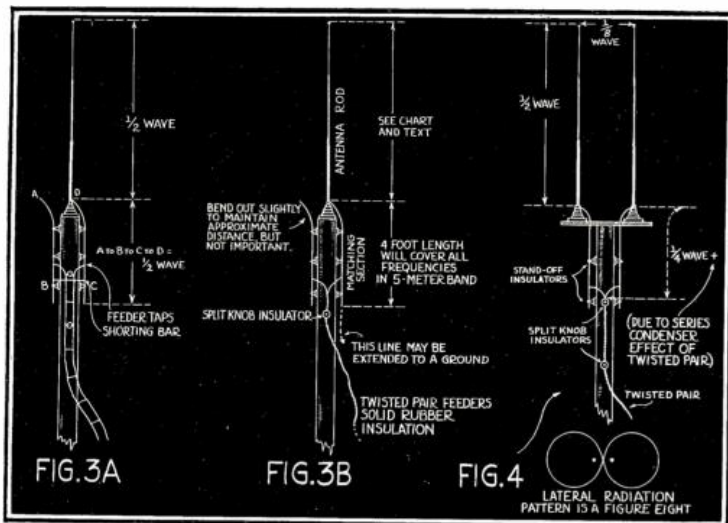 1/2 WAVE
A
D
A TO B TO C TO D =
1/2 WAVE
B
C
FEEDER TAPS
SHORTING BAR
FIG.3A
ANTENNA ROD
SEE CHART
AND TEXT
BEND OUT SLIGHTLY
TO MAINTAIN
APPROXIMATE
DISTANCE, BUT
NOT IMPORTANT.
MATCHING
SECTION
4 FOOT LENGTH
WILL COVER ALL
FREQUENCIES
IN 5-METER BAND
SPLIT KNOB INSULATOR
THIS LINE MAY BE
EXTENDED TO A GROUND
TWISTED PAIR FEEDERS
SOLID RUBBER
INSULATION
FIG.3B
1/8
WAVE
1/2 WAVE
1/4 WAVE +
STAND-OFF
INSULATORS
SPLIT KNOB
INSULATORS
(DUE TO SERIES
CONDENSER
EFFECT OF
TWISTED PAIR)
TWISTED PAIR
FIG.4
LATERAL RADIATION
PATTERN IS A FIGURE EIGHT